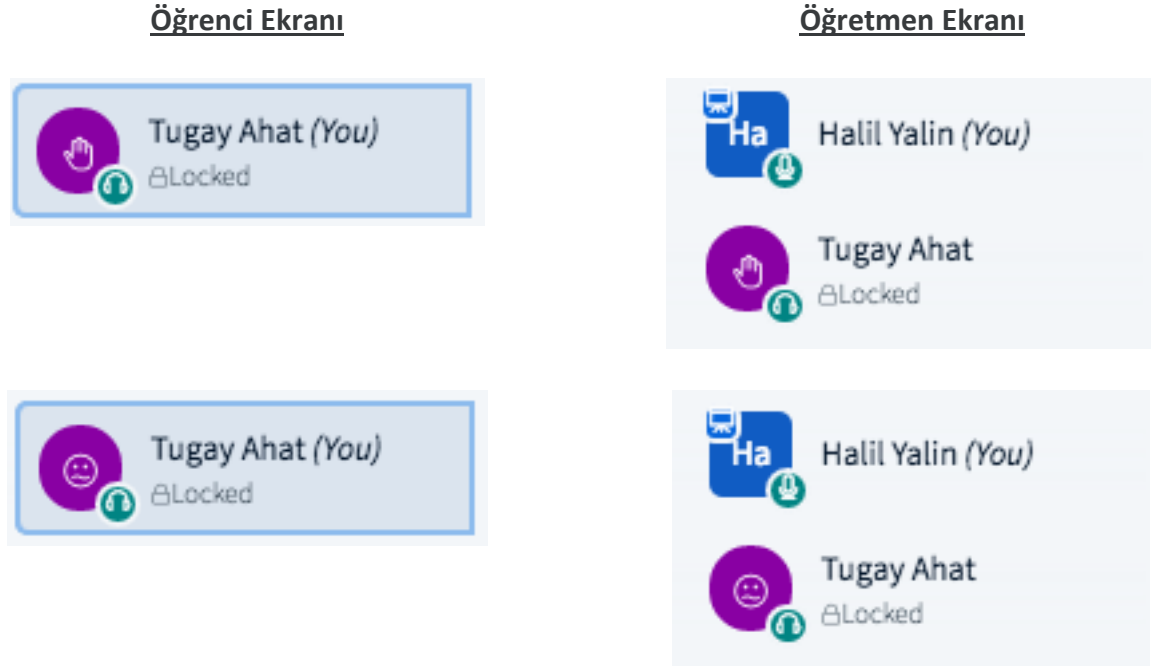 Öğrenci Ekranı
Öğretmen Ekranı
Tugay Ahat (You)
Locked
Ha
Halil Yalin (You)
Tugay Ahat
Locked
Tugay Ahat (You)
Locked
Ha
Halil Yalin (You)
Tugay Ahat
Locked